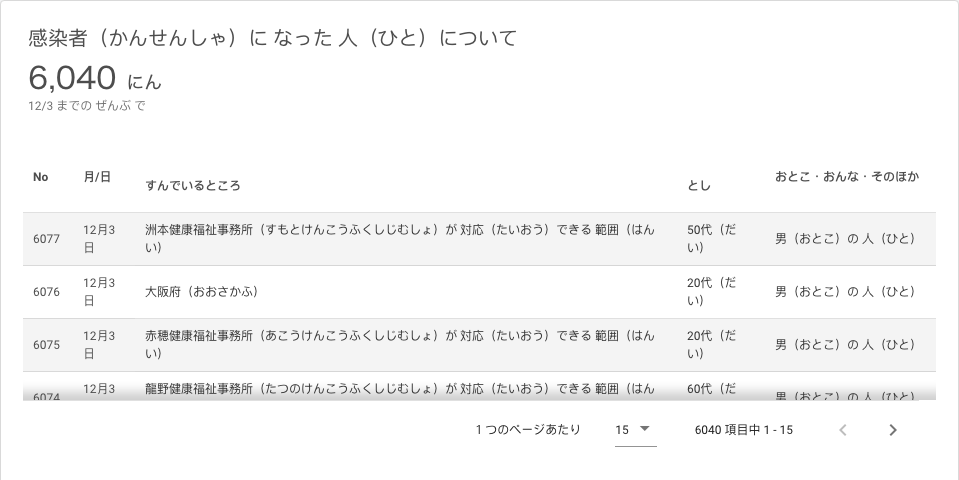 感染者（かんせんしゃ）に なった 人（ひと）について
6,040 にん
12/3 までの ぜんぶ で
No 月/日 すんでいるところ とし おとこ・おんな・そのほか
6077 12月3日 洲本健康福祉事務所（すもとけんこうふくしじむしょ）が 対応（たいおう）できる 範囲（はんい） 50代（だい） 男（おとこ）の 人（ひと）
6076 12月3日 大阪府（おおさかふ） 20代（だい） 男（おとこ）の 人（ひと）
6075 12月3日 赤穂健康福祉事務所（あこうけんこうふくしじむしょ）が 対応（たいおう）できる 範囲（はんい） 20代（だい） 男（おとこ）の 人（ひと）
6074 12月3 龍野健康福祉事務所（たつのけんこうふくしじむしょ）が 対応（たいおう）できる 範囲（はん 60代（だ 男（おとこ）の 人（ひと）
1 つのページあたり 15 6040 項目中 1 - 15